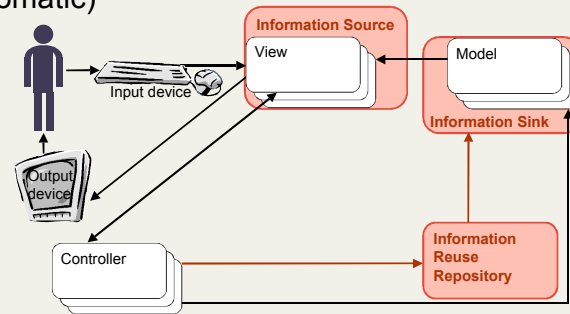 omatic)
Information Source
View
Model
Input device
Information Sink
Output
device
Information
Reuse
Repository
Controller